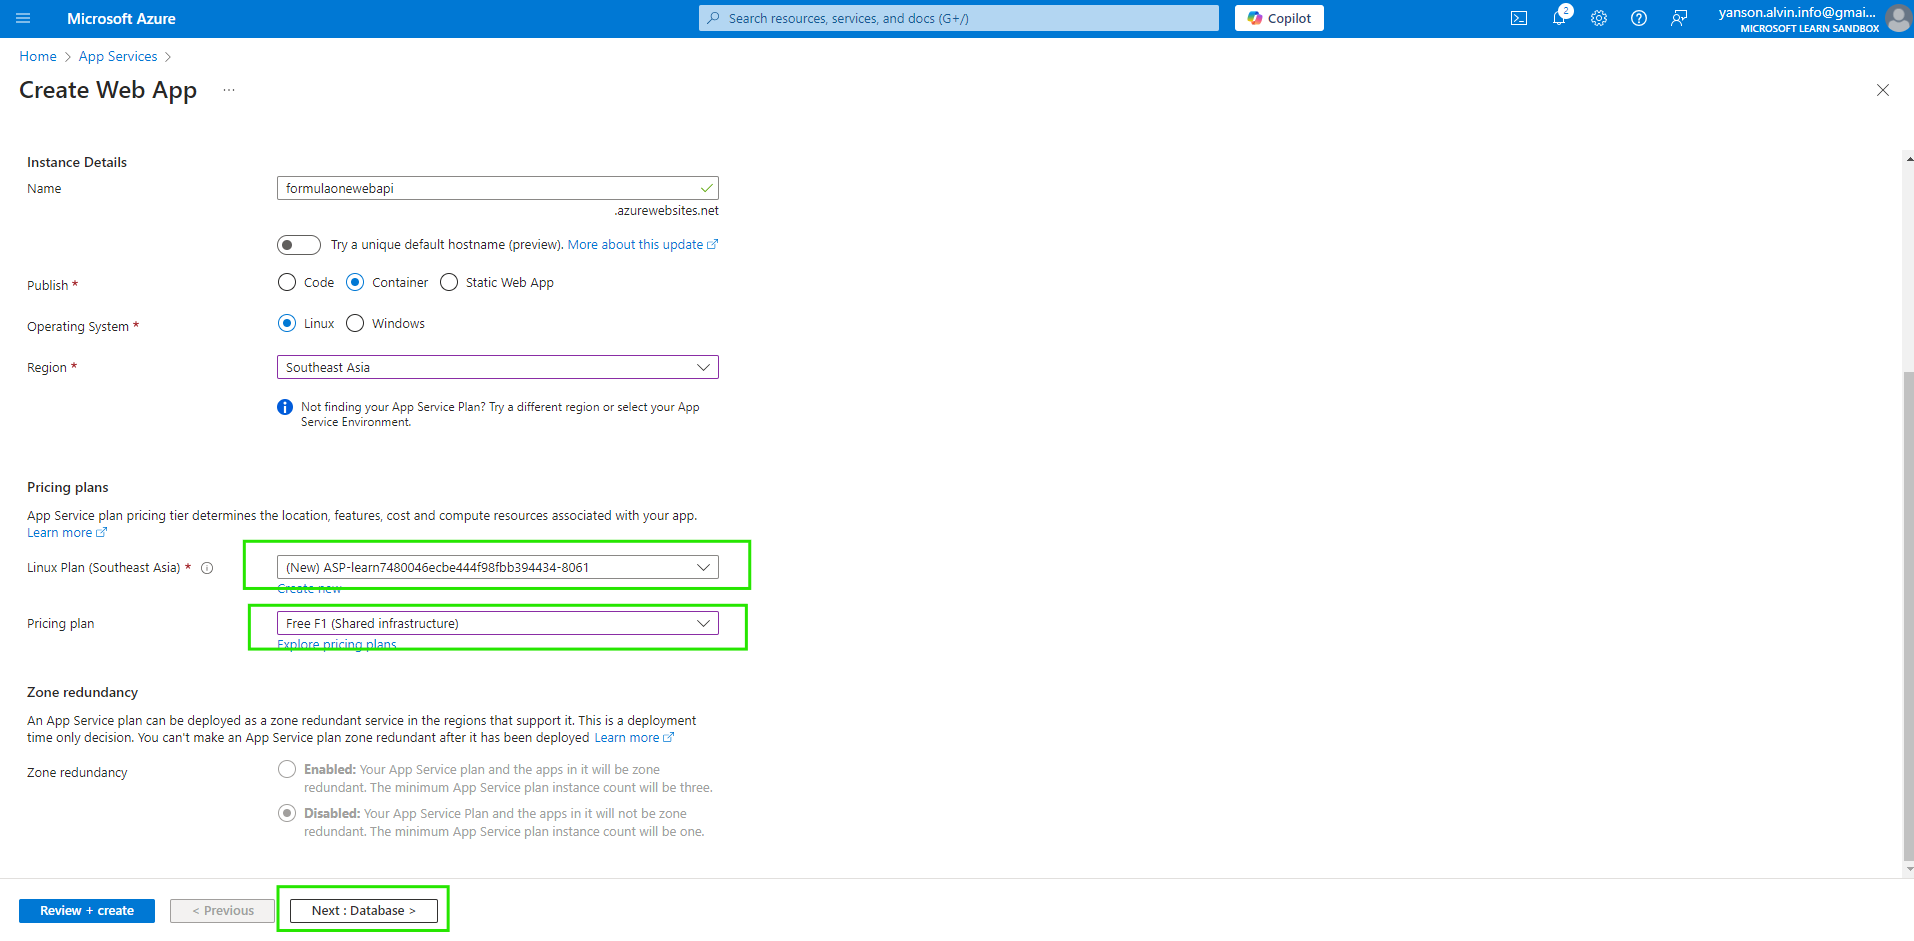 Microsoft Azure
Search resources, services, and docs (G+/)
Copilot
2
yanson.alvin.info@gmai...
MICROSOFT LEARN SANDBOX
Home > App Services >
Create Web App ...
Instance Details
Name
formulaonewebapi
.azurewebsites.net
Try a unique default hostname (preview). More about this update
Publish *
Code Container Static Web App
Operating System *
Linux Windows
Region *
Southeast Asia
Not finding your App Service Plan? Try a different region or select your App
Service Environment.
Pricing plans
App Service plan pricing tier determines the location, features, cost and compute resources associated with your app.
Learn more
Linux Plan (Southeast Asia) *
(New) ASP-learn7480046ecbe444f98fbb394434-8061
Create new
Pricing plan
Free F1 (Shared infrastructure)
Explore pricing plans
Zone redundancy
An App Service plan can be deployed as a zone redundant service in the regions that support it. This is a deployment
time only decision. You can't make an App Service plan zone redundant after it has been deployed Learn more
Zone redundancy
Enabled: Your App Service plan and the apps in it will be zone
redundant. The minimum App Service plan instance count will be three.
Disabled: Your App Service Plan and the apps in it will not be zone
redundant. The minimum App Service plan instance count will be one.
Review + create
< Previous
Next : Database >